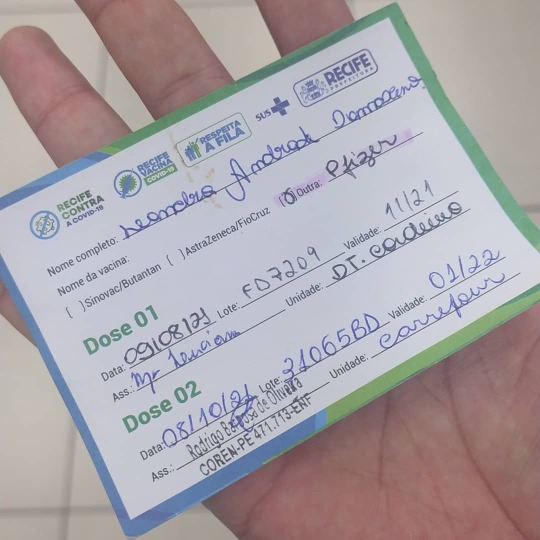 RECIFE CONTRA A COVID-19
RECIFE VACINA COVID-19
RESPEITA A FILA
SUS
RECIFE PREFEITURA
Nome completo: Leandra Andrade Damasceno
Nome da vacina:
( )Sinovac/Butantan ( )AstraZeneca/FioCruz (X)Outra: Pfizer
Dose 01
Data: 09/08/21 Lote: FD7209 Validade: 11/21
Ass.: Unidade: DT. Cordeiro
Dose 02
Data: 08/10/21 Lote: 31065BD Validade: 01/22
Ass.: Rodrigo Barbosa de Oliveira Unidade: Carrefour
COREN-PE 471.713-ENF